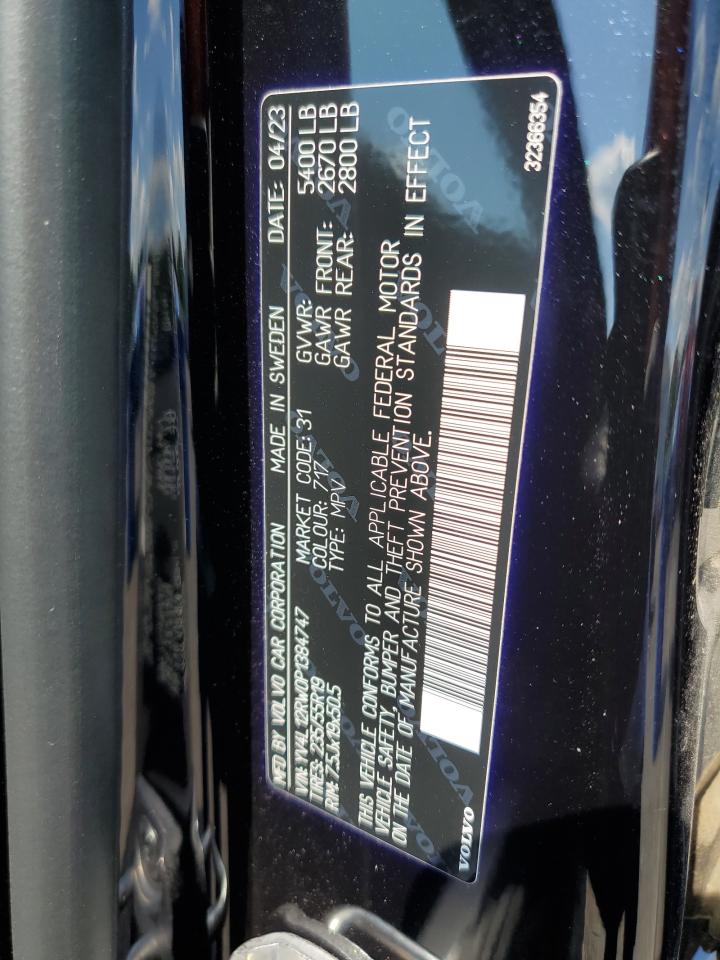 MFD BY VOLVO CAR CORPORATION MADE IN SWEDEN DATE: 04/23
VIN: YV4L12RW0P1384747 MARKET CODE: 31 GVWR: 5400 LB
TIRES: 235/55R19 COLOUR: 717 GAWR FRONT: 2670 LB
RIM: 7.5Jx19x50.5 TYPE: MPV GAWR REAR: 2800 LB
THIS VEHICLE CONFORMS TO ALL APPLICABLE FEDERAL MOTOR
VEHICLE SAFETY, BUMPER AND THEFT PREVENTION STANDARDS IN EFFECT
ON THE DATE OF MANUFACTURE SHOWN ABOVE.
VOLVO 32366354